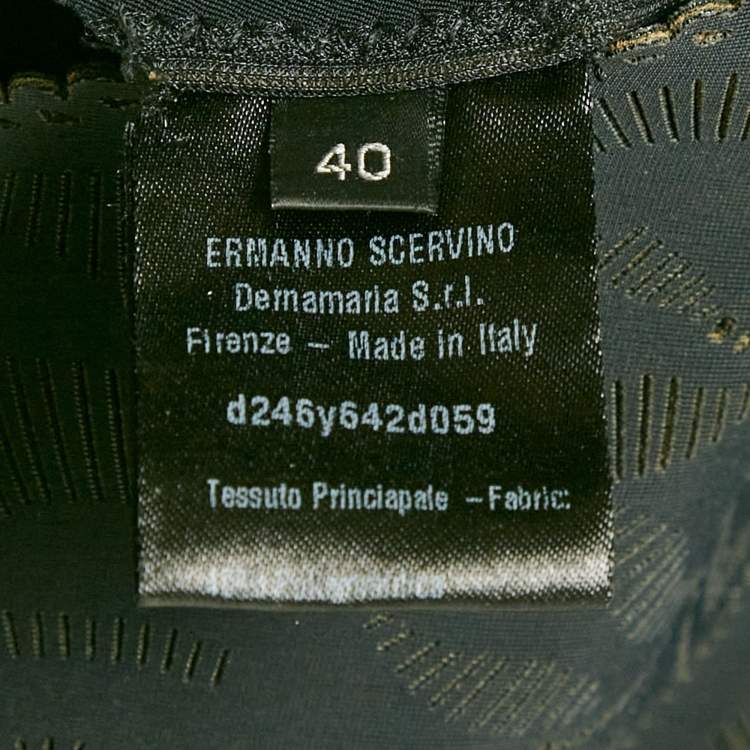 40
ERMANNO SCERVINO
Demamaria S.r.l.
Firenze – Made in Italy
d246y642d059
Tessuto Princiapale –Fabric: